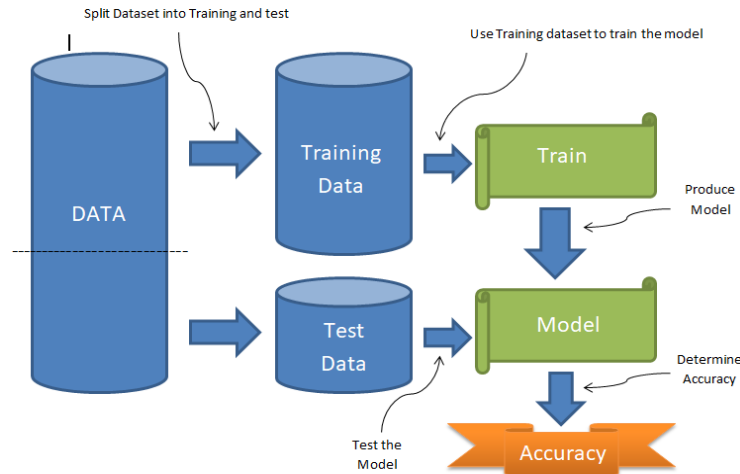 Split Dataset into Training and test
Use Training dataset to train the model
DATA
Training
Data
Train
Produce
Model
Test
Data
Model
Determine
Accuracy
Test the
Model
Accuracy